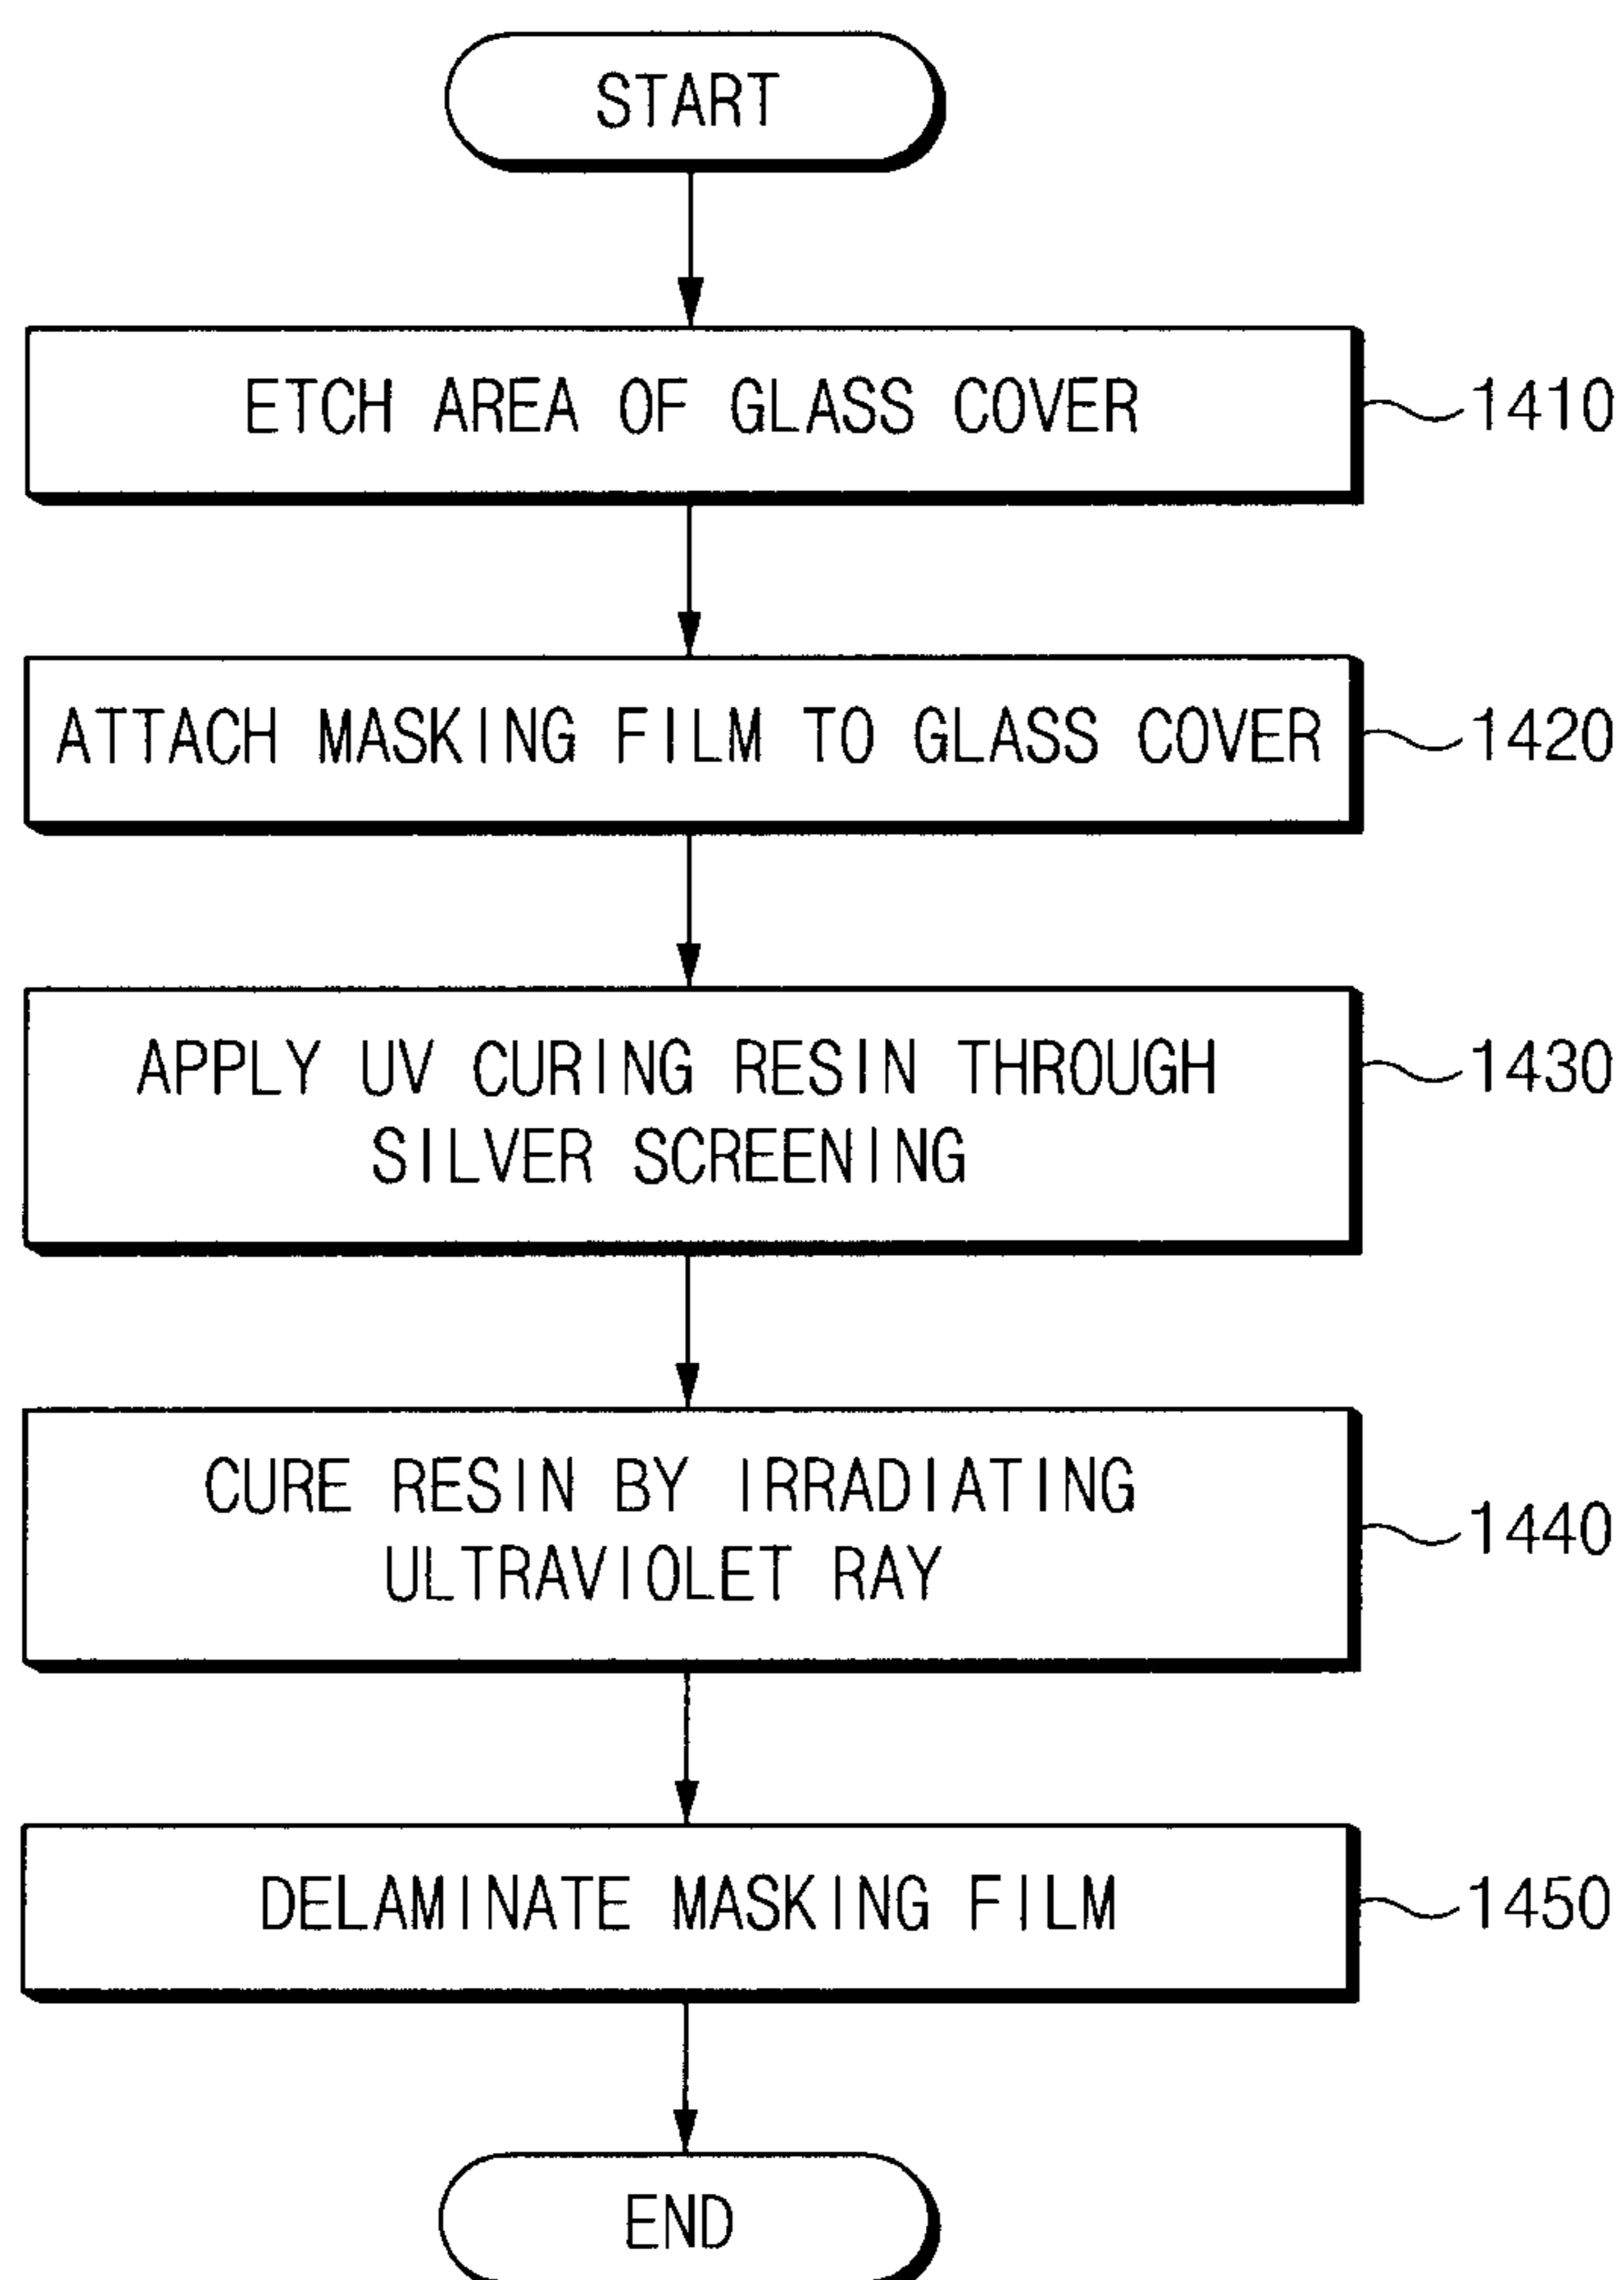 START
ETCH AREA OF GLASS COVER
1410
ATTACH MASKING FILM TO GLASS COVER
1420
APPLY UV CURING RESIN THROUGH
SILVER SCREENING
1430
CURE RESIN BY IRRADIATING
ULTRAVIOLET RAY
1440
DELAMINATE MASKING FILM
1450
END